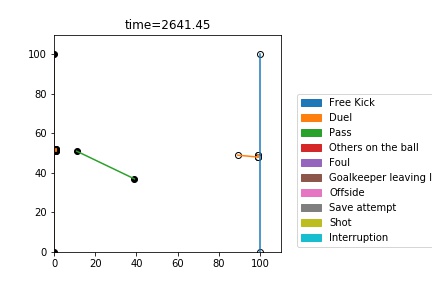 time=2641.45
100
80
60
40
20
0
0 20 40 60 80 100
Free Kick
Duel
Pass
Others on the ball
Foul
Goalkeeper leaving l
Offside
Save attempt
Shot
Interruption